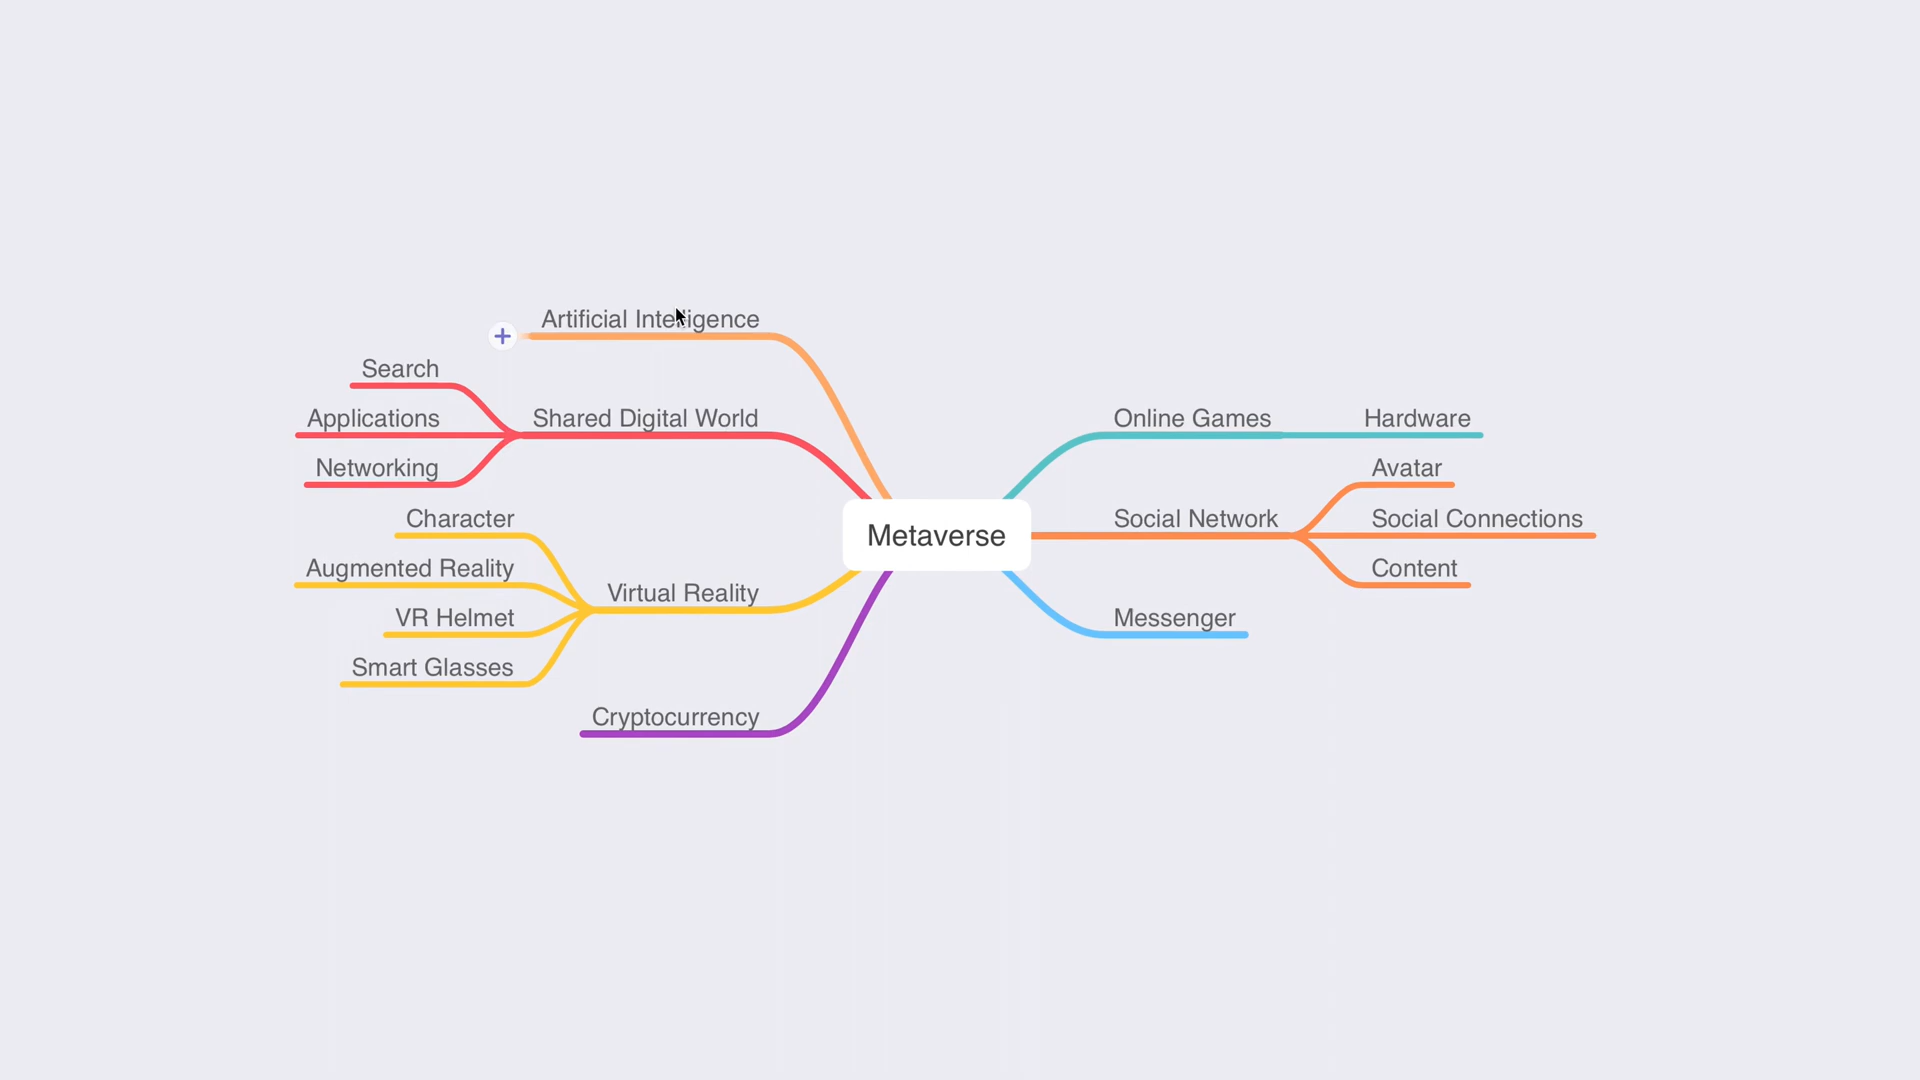 Artificial Intelligence
Search
Applications
Networking
Shared Digital World
Character
Augmented Reality
VR Helmet
Smart Glasses
Virtual Reality
Cryptocurrency
Metaverse
Online Games
Hardware
Social Network
Avatar
Social Connections
Content
Messenger